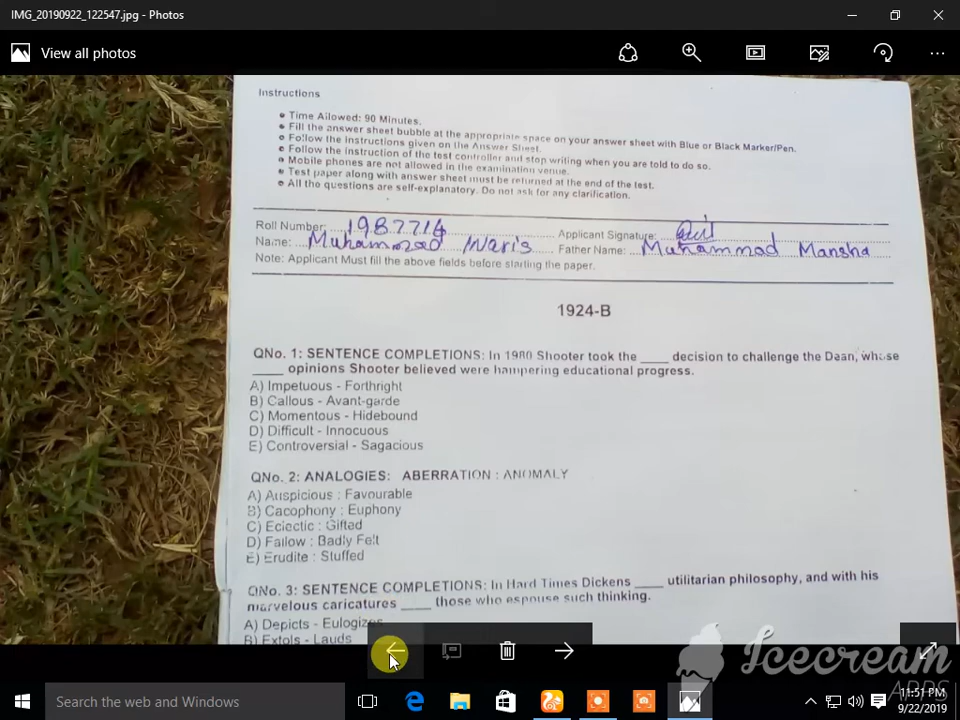 IMG_20190922_122547.jpg - Photos
View all photos
Instructions
Time Allowed: 90 Minutes.
Fill the answer sheet bubble at the appropriate space on your answer sheet with Blue or Black Marker/Pen.
Follow the instructions given on the Answer Sheet.
Follow the instruction of the test controller and stop writing when you are told to do so.
Mobile phones are not allowed in the examination venue.
Test paper along with answer sheet must be returned at the end of the test.
All the questions are self-explanatory. Do not ask for any clarification.
Roll Number: 1987714 Applicant Signature:
Name: Muhammad Waris Father Name: Muhammad Mansha
Note: Applicant Must fill the above fields before starting the paper.
1924-B
QNo. 1: SENTENCE COMPLETIONS: In 1980 Shooter took the ____ decision to challenge the Dean, whose
____ opinions Shooter believed were hampering educational progress.
A) Impetuous - Forthright
B) Callous - Avant-garde
C) Momentous - Hidebound
D) Difficult - Innocuous
E) Controversial - Sagacious
QNo. 2: ANALOGIES: ABERRATION : ANOMALY
A) Auspicious : Favourable
B) Cacophony : Euphony
C) Eclectic : Gifted
D) Fallow : Badly Felt
E) Erudite : Stuffed
QNo. 3: SENTENCE COMPLETIONS: In Hard Times Dickens ____ utilitarian philosophy, and with his
marvelous caricatures ____ those who espouse such thinking.
A) Depicts - Eulogizes
B) Extols - Lauds
Icecream
APPS
Search the web and Windows
11:51 PM
9/22/2019